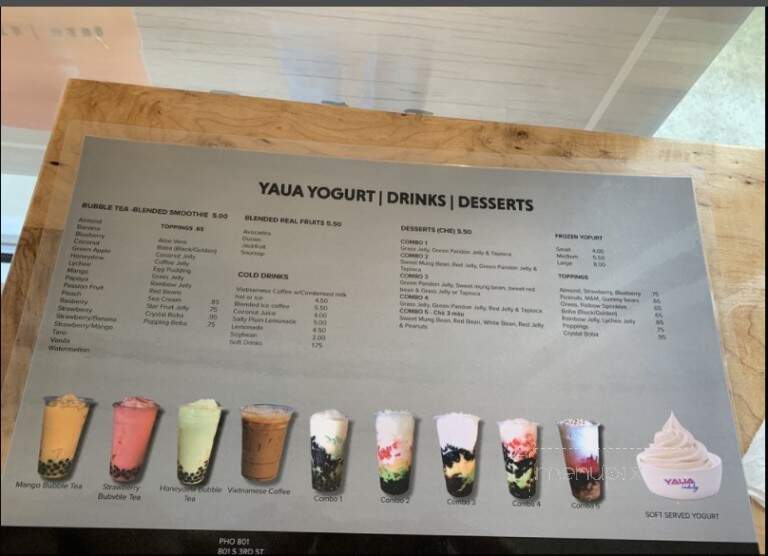 YAUA YOGURT | DRINKS | DESSERTS
BUBBLE TEA -BLENDED SMOOTHIE 5.00
Almond
Banana
Blueberry
Coconut
Green Apple
Honeydew
Lychee
Mango
Papaya
Passion Fruit
Peach
Rasberry
Strawberry
Strawberry/Banana
Strawberry/Mango
Taro
Vanila
Watermelon
TOPPINGS .65
Aloe Vera
Boba (Black/Golden)
Coconut Jelly
Coffee Jelly
Egg Pudding
Grass Jelly
Rainbow Jelly
Red Beans
Sea Cream .85
Star Fruit Jelly .75
Crystal Boba .95
Popping Boba .75
BLENDED REAL FRUITS 5.50
Avocados
Durian
Jackfruit
Soursop
COLD DRINKS
Vietnamese Coffee w/Condensed milk
hot or ice 4.50
Blended ice coffee 5.50
Coconut Juice 4.00
Salty Plum Lemonade 5.00
Lemonade 4.50
Soybean 2.00
Soft Drinks 1.75
DESSERTS (CHÈ) 5.50
COMBO 1
Grass Jelly, Green Pandan Jelly & Tapioca
COMBO 2
Sweet Mung Bean, Red Jelly, Green Pandan Jelly &
Tapioca
COMBO 3
Green Pandan Jelly, Sweet mung bean, sweet red
bean & Grass Jelly or Tapioca
COMBO 4
Grass Jelly, Green Pandan Jelly, Red Jelly & Tapioca
COMBO 5 - Chè 3 màu
Sweet Mung Bean, Red Bean, White Bean, Red Jelly
& Peanuts
FROZEN YOPURT
Small 4.00
Medium 5.50
Large 8.00
TOPPINGS
Almond, Strawberry, Blueberry .75
Peanuts, M&M, Gummy bears .65
Oreos, Raibow Sprinkles .65
Boba (Black/Golden) .65
Rainbow Jelly, Lychee Jelly .65
Poppings .75
Crystal Boba .95
Mango Bubble Tea
Strawberry
Bubvble Tea
Honeydew Bubble
Tea
Vietnamese Coffee
Combo 1
Combo 2
Combo 3
Combo 4
Combo 5
YAUA
SOFT SERVED YOGURT
PHO 801
801 S 3RD ST